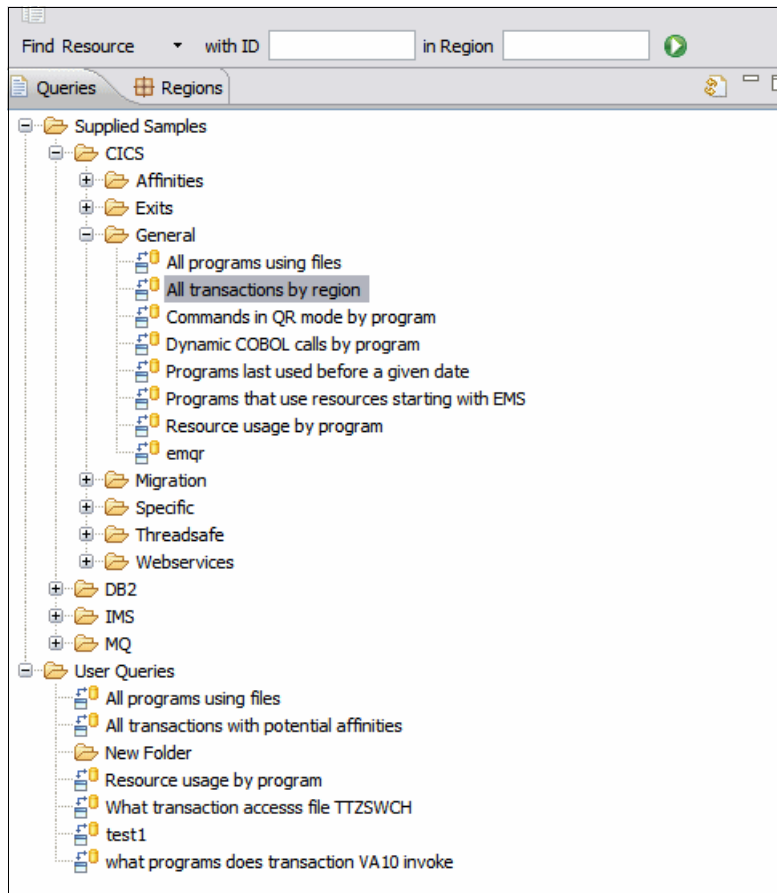 Find Resource with ID in Region
Queries Regions
Supplied Samples
CICS
Affinities
Exits
General
All programs using files
All transactions by region
Commands in QR mode by program
Dynamic COBOL calls by program
Programs last used before a given date
Programs that use resources starting with EMS
Resource usage by program
emqr
Migration
Specific
Threadsafe
Webservices
DB2
IMS
MQ
User Queries
All programs using files
All transactions with potential affinities
New Folder
Resource usage by program
What transaction accesss file TTZSWCH
test1
what programs does transaction VA10 invoke